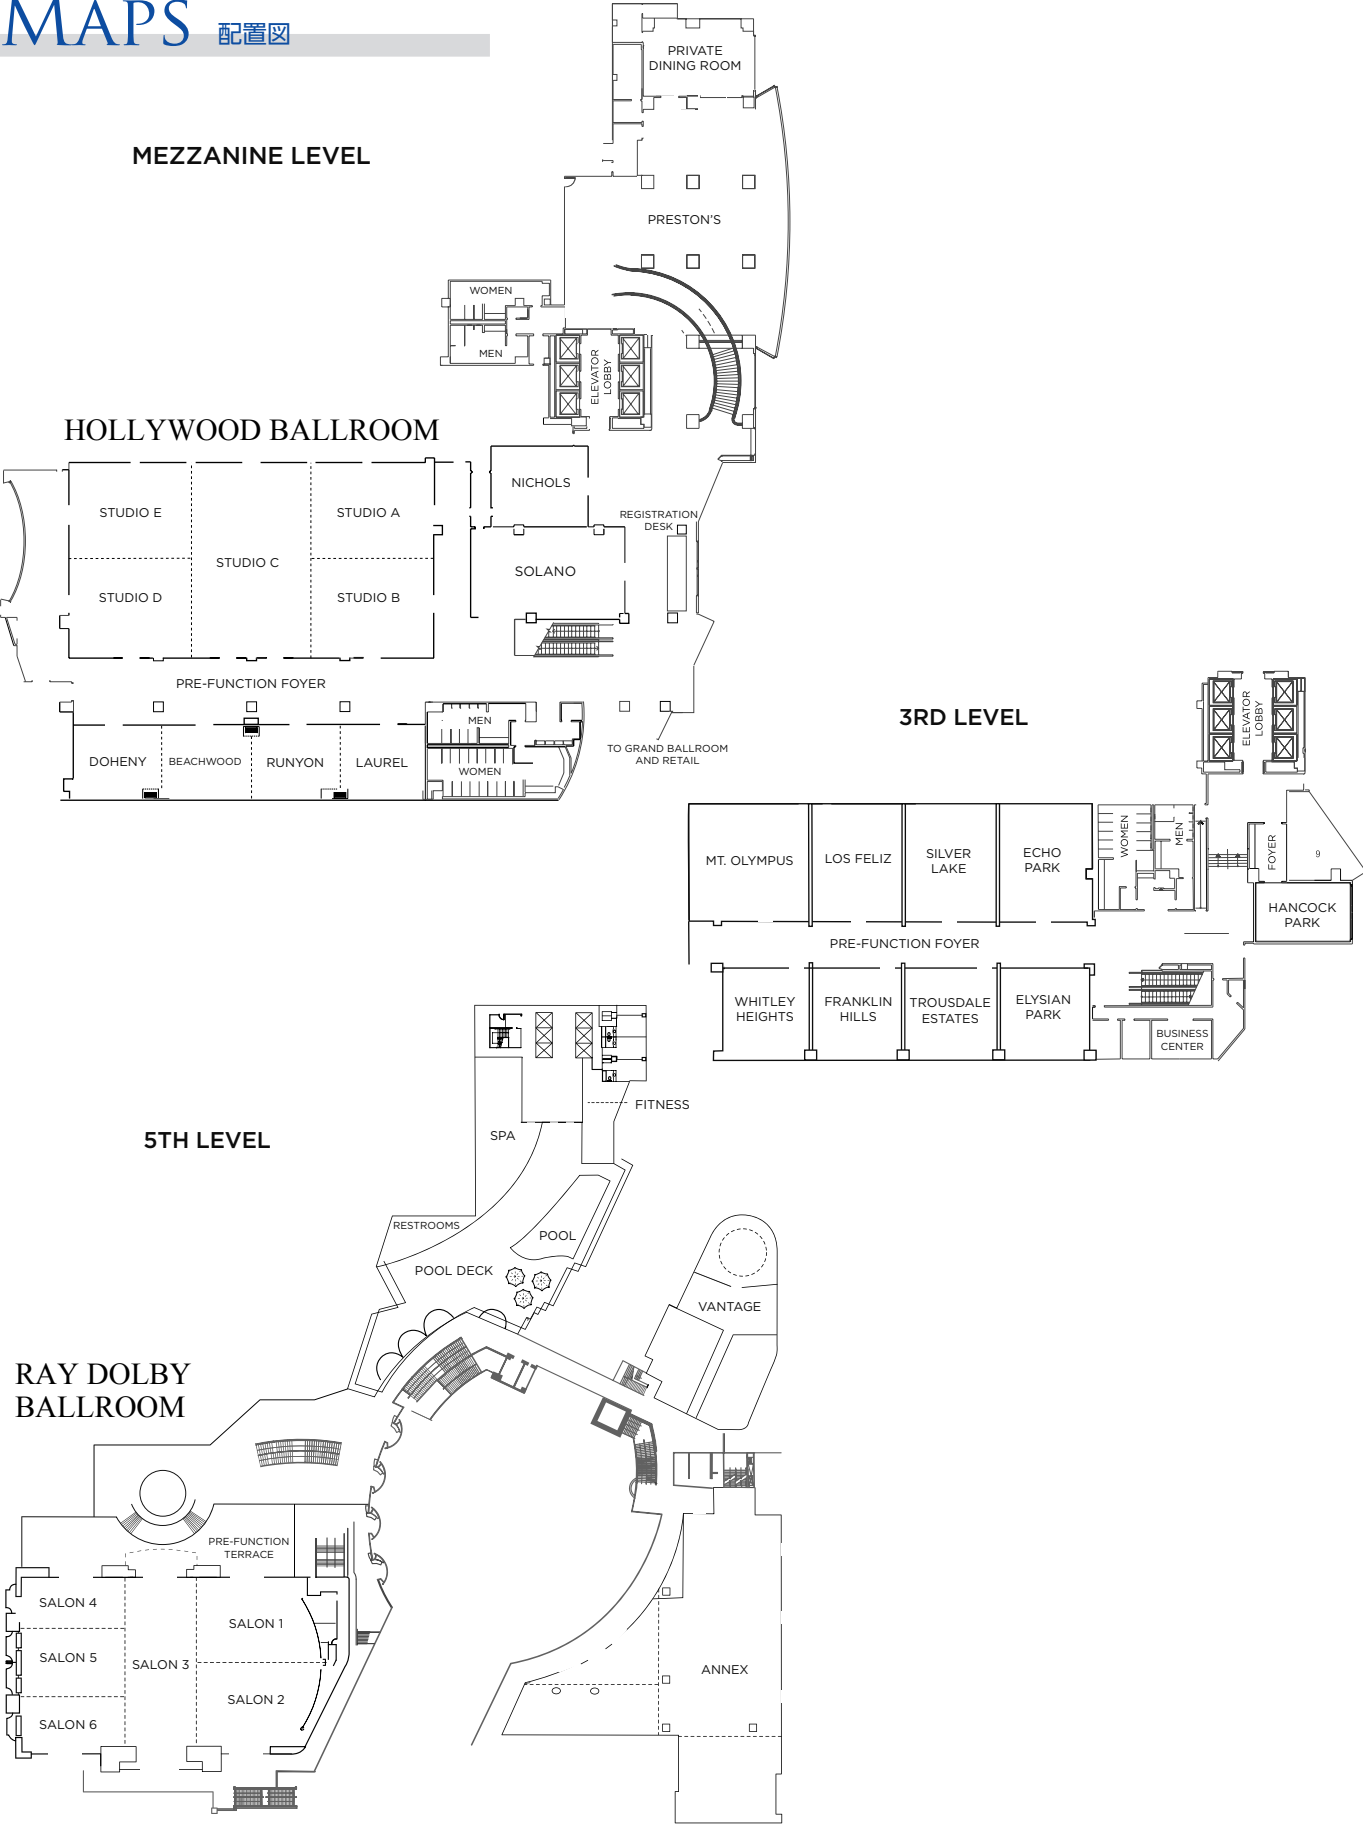 MAPS 配置図
PRIVATE
DINING ROOM
MEZZANINE LEVEL
PRESTON'S
WOMEN
MEN
ELEVATOR
LOBBY
HOLLYWOOD BALLROOM
NICHOLS
STUDIO E
STUDIO A
REGISTRATION
DESK
STUDIO C
SOLANO
STUDIO D
STUDIO B
PRE-FUNCTION FOYER
MEN
DOHENY
BEACHWOOD
RUNYON
LAUREL
WOMEN
TO GRAND BALLROOM
AND RETAIL
3RD LEVEL
ELEVATOR
LOBBY
MT. OLYMPUS
LOS FELIZ
SILVER
LAKE
ECHO
PARK
WOMEN
MEN
FOYER
9
HANCOCK
PARK
PRE-FUNCTION FOYER
WHITLEY
HEIGHTS
FRANKLIN
HILLS
TROUSDALE
ESTATES
ELYSIAN
PARK
BUSINESS
CENTER
5TH LEVEL
FITNESS
SPA
RESTROOMS
POOL
POOL DECK
VANTAGE
RAY DOLBY
BALLROOM
PRE-FUNCTION
TERRACE
SALON 4
SALON 1
SALON 5
SALON 3
SALON 2
SALON 6
ANNEX